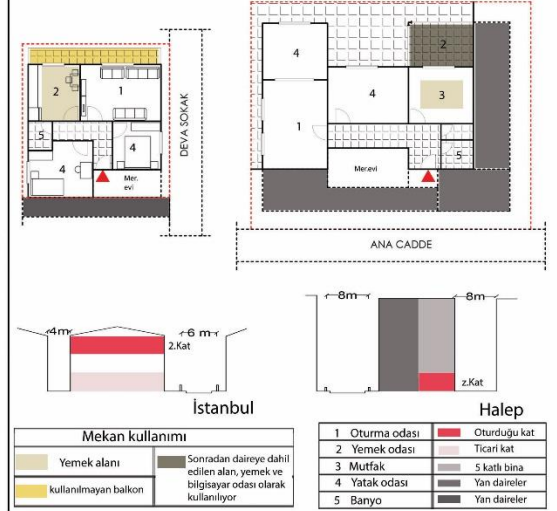 2
1
5
4
4
Mer.
evi
DEVA SOKAK
4
2
4
3
1
Mer.evi
5
ANA CADDE
4m
6 m
2.Kat
İstanbul
8m
8m
z.Kat
Halep
Mekan kullanımı
Yemek alanı
kullanılmayan balkon
Sonradan daireye dahil
edilen alan, yemek ve
bilgisayar odası olarak
kullanılıyor
1 Oturma odası Oturduğu kat
2 Yemek odası Ticari kat
3 Mutfak 5 katlı bina
4 Yatak odası Yan daireler
5 Banyo Yan daireler